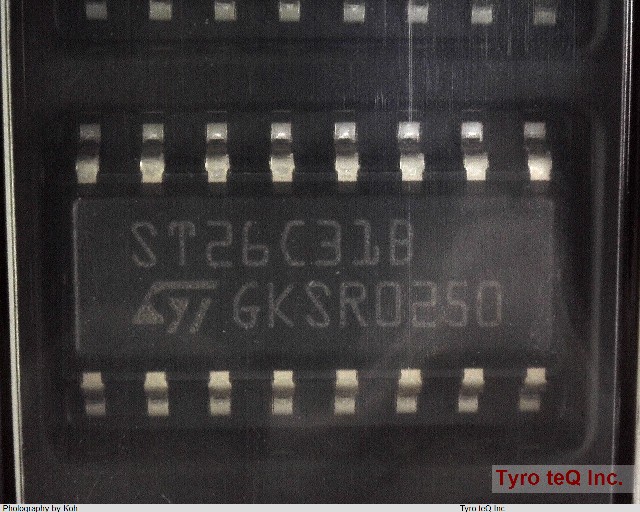 ST26C31B
GKSR0250
Tyro teQ Inc.
Photography by Koh
Tyro teQ Inc